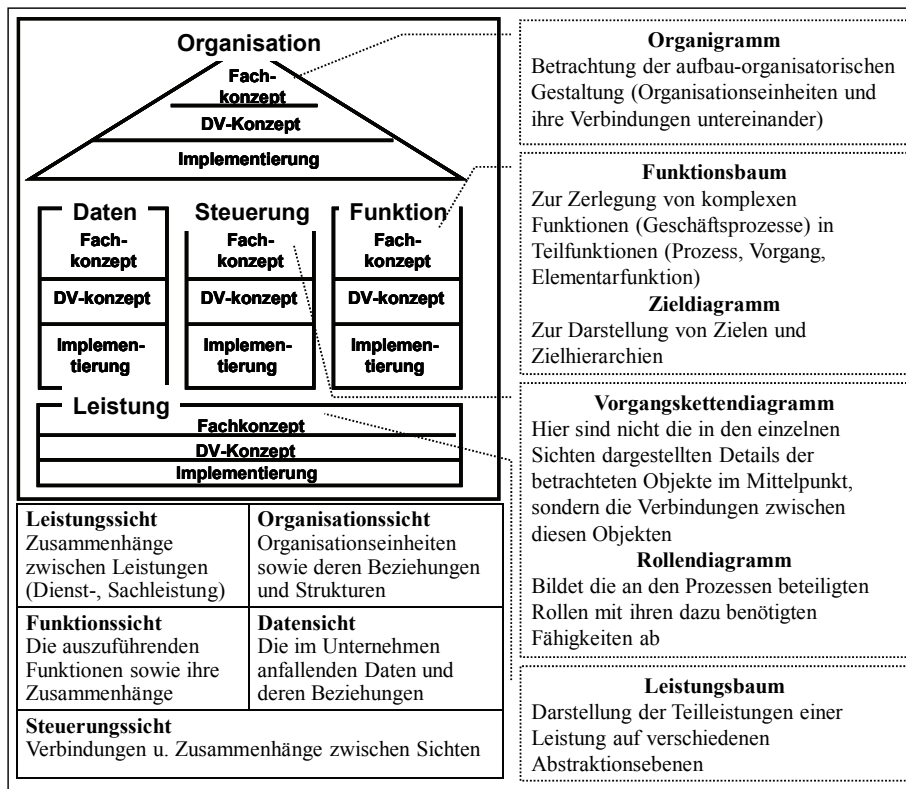 Organisation
Fach-
konzept
DV-Konzept
Implementierung
Daten
Fach-
konzept
DV-konzept
Implemen-
tierung
Steuerung
Fach-
konzept
DV-konzept
Implemen-
tierung
Funktion
Fach-
konzept
DV-konzept
Implemen-
tierung
Leistung
Fachkonzept
DV-Konzept
Implementierung
Leistungssicht
Zusammenhänge
zwischen Leistungen
(Dienst-, Sachleistung)
Organisationssicht
Organisationseinheiten
sowie deren Beziehungen
und Strukturen
Funktionssicht
Die auszuführenden
Funktionen sowie ihre
Zusammenhänge
Datensicht
Die im Unternehmen
anfallenden Daten und
deren Beziehungen
Steuerungssicht
Verbindungen u. Zusammenhänge zwischen Sichten
Organigramm
Betrachtung der aufbau-organisatorischen
Gestaltung (Organisationseinheiten und
ihre Verbindungen untereinander)
Funktionsbaum
Zur Zerlegung von komplexen
Funktionen (Geschäftsprozesse) in
Teilfunktionen (Prozess, Vorgang,
Elementarfunktion)
Zieldiagramm
Zur Darstellung von Zielen und
Zielhierarchien
Vorgangskettendiagramm
Hier sind nicht die in den einzelnen
Sichten dargestellten Details der
betrachteten Objekte im Mittelpunkt,
sondern die Verbindungen zwischen
diesen Objekten
Rollendiagramm
Bildet die an den Prozessen beteiligten
Rollen mit ihren dazu benötigten
Fähigkeiten ab
Leistungsbaum
Darstellung der Teilleistungen einer
Leistung auf verschiedenen
Abstraktionsebenen